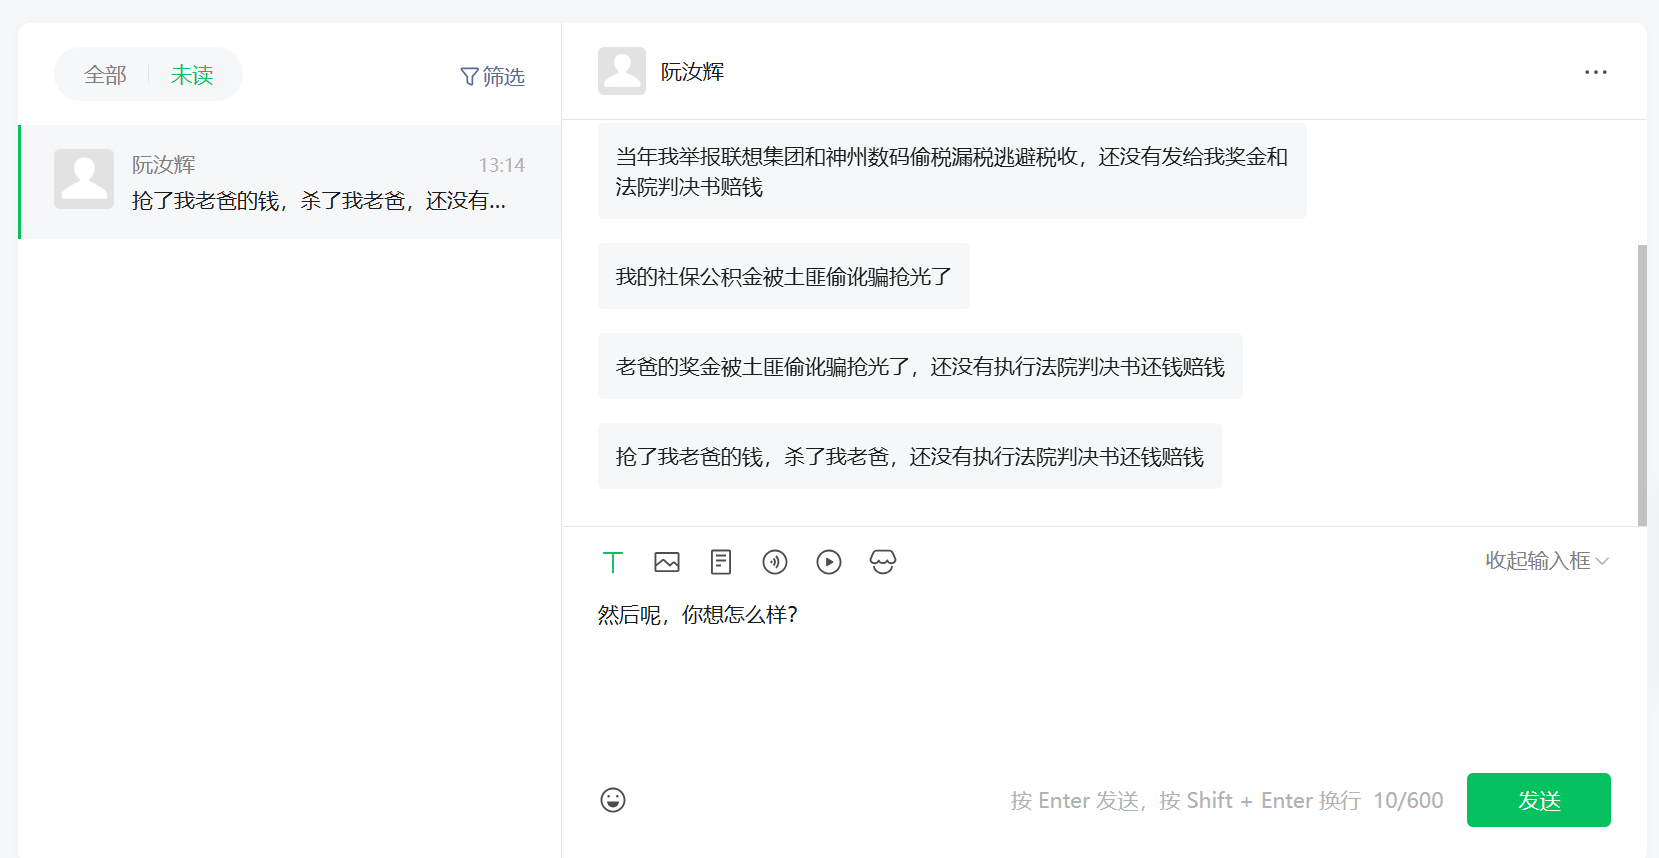 全部
未读
筛选
阮汝辉
13:14
抢了我老爸的钱，杀了我老爸，还没有...
阮汝辉
当年我举报联想集团和神州数码偷税漏税逃避税收，还没有发给我奖金和
法院判决书赔钱
我的社保公积金被土匪偷讹骗抢光了
老爸的奖金被土匪偷讹骗抢光了，还没有执行法院判决书还钱赔钱
抢了我老爸的钱，杀了我老爸，还没有执行法院判决书还钱赔钱
收起输入框
然后呢，你想怎么样？
按 Enter 发送，按 Shift + Enter 换行 10/600
发送